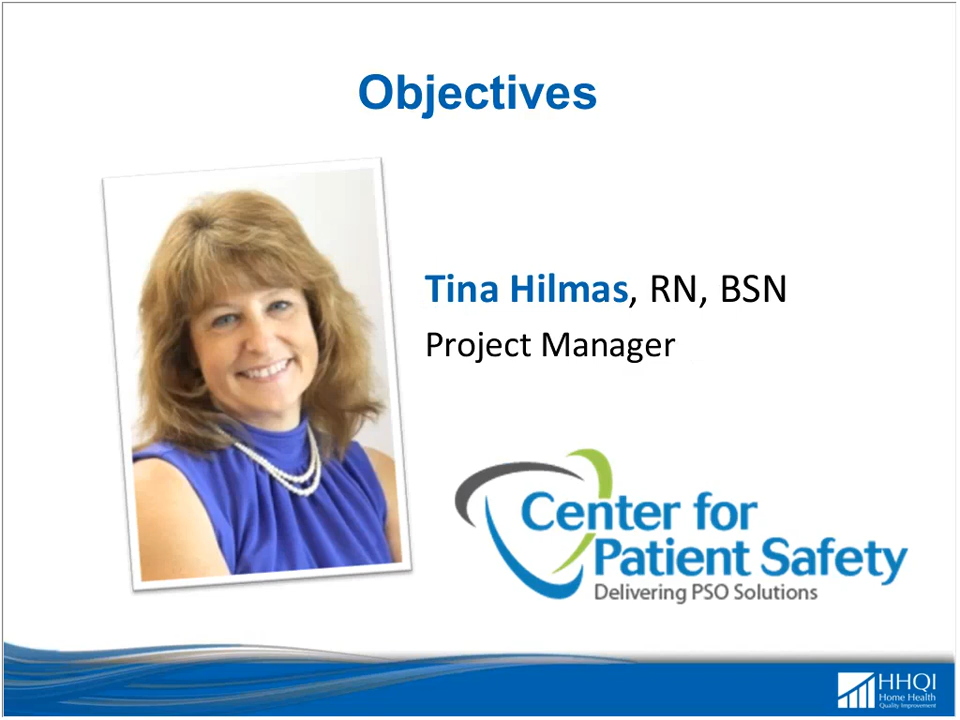 Objectives
Tina Hilmas, RN, BSN
Project Manager
Center for
Patient Safety
Delivering PSO Solutions
HHQI
Home Health
Quality Improvement